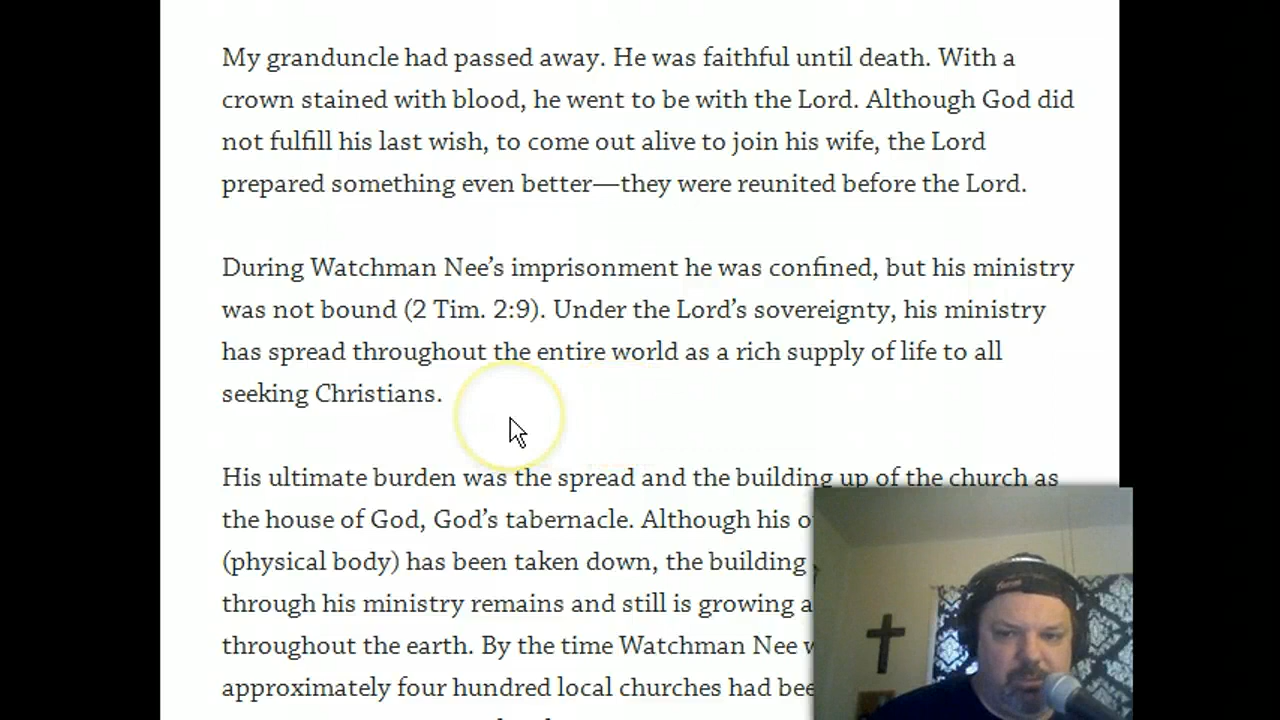 My granduncle had passed away. He was faithful until death. With a
crown stained with blood, he went to be with the Lord. Although God did
not fulfill his last wish, to come out alive to join his wife, the Lord
prepared something even better—they were reunited before the Lord.
During Watchman Nee’s imprisonment he was confined, but his ministry
was not bound (2 Tim. 2:9). Under the Lord’s sovereignty, his ministry
has spread throughout the entire world as a rich supply of life to all
seeking Christians.
His ultimate burden was the spread and the building up of the church as
the house of God, God’s tabernacle. Although his
(physical body) has been taken down, the building
through his ministry remains and still is growing
throughout the earth. By the time Watchman Nee
approximately four hundred local churches had